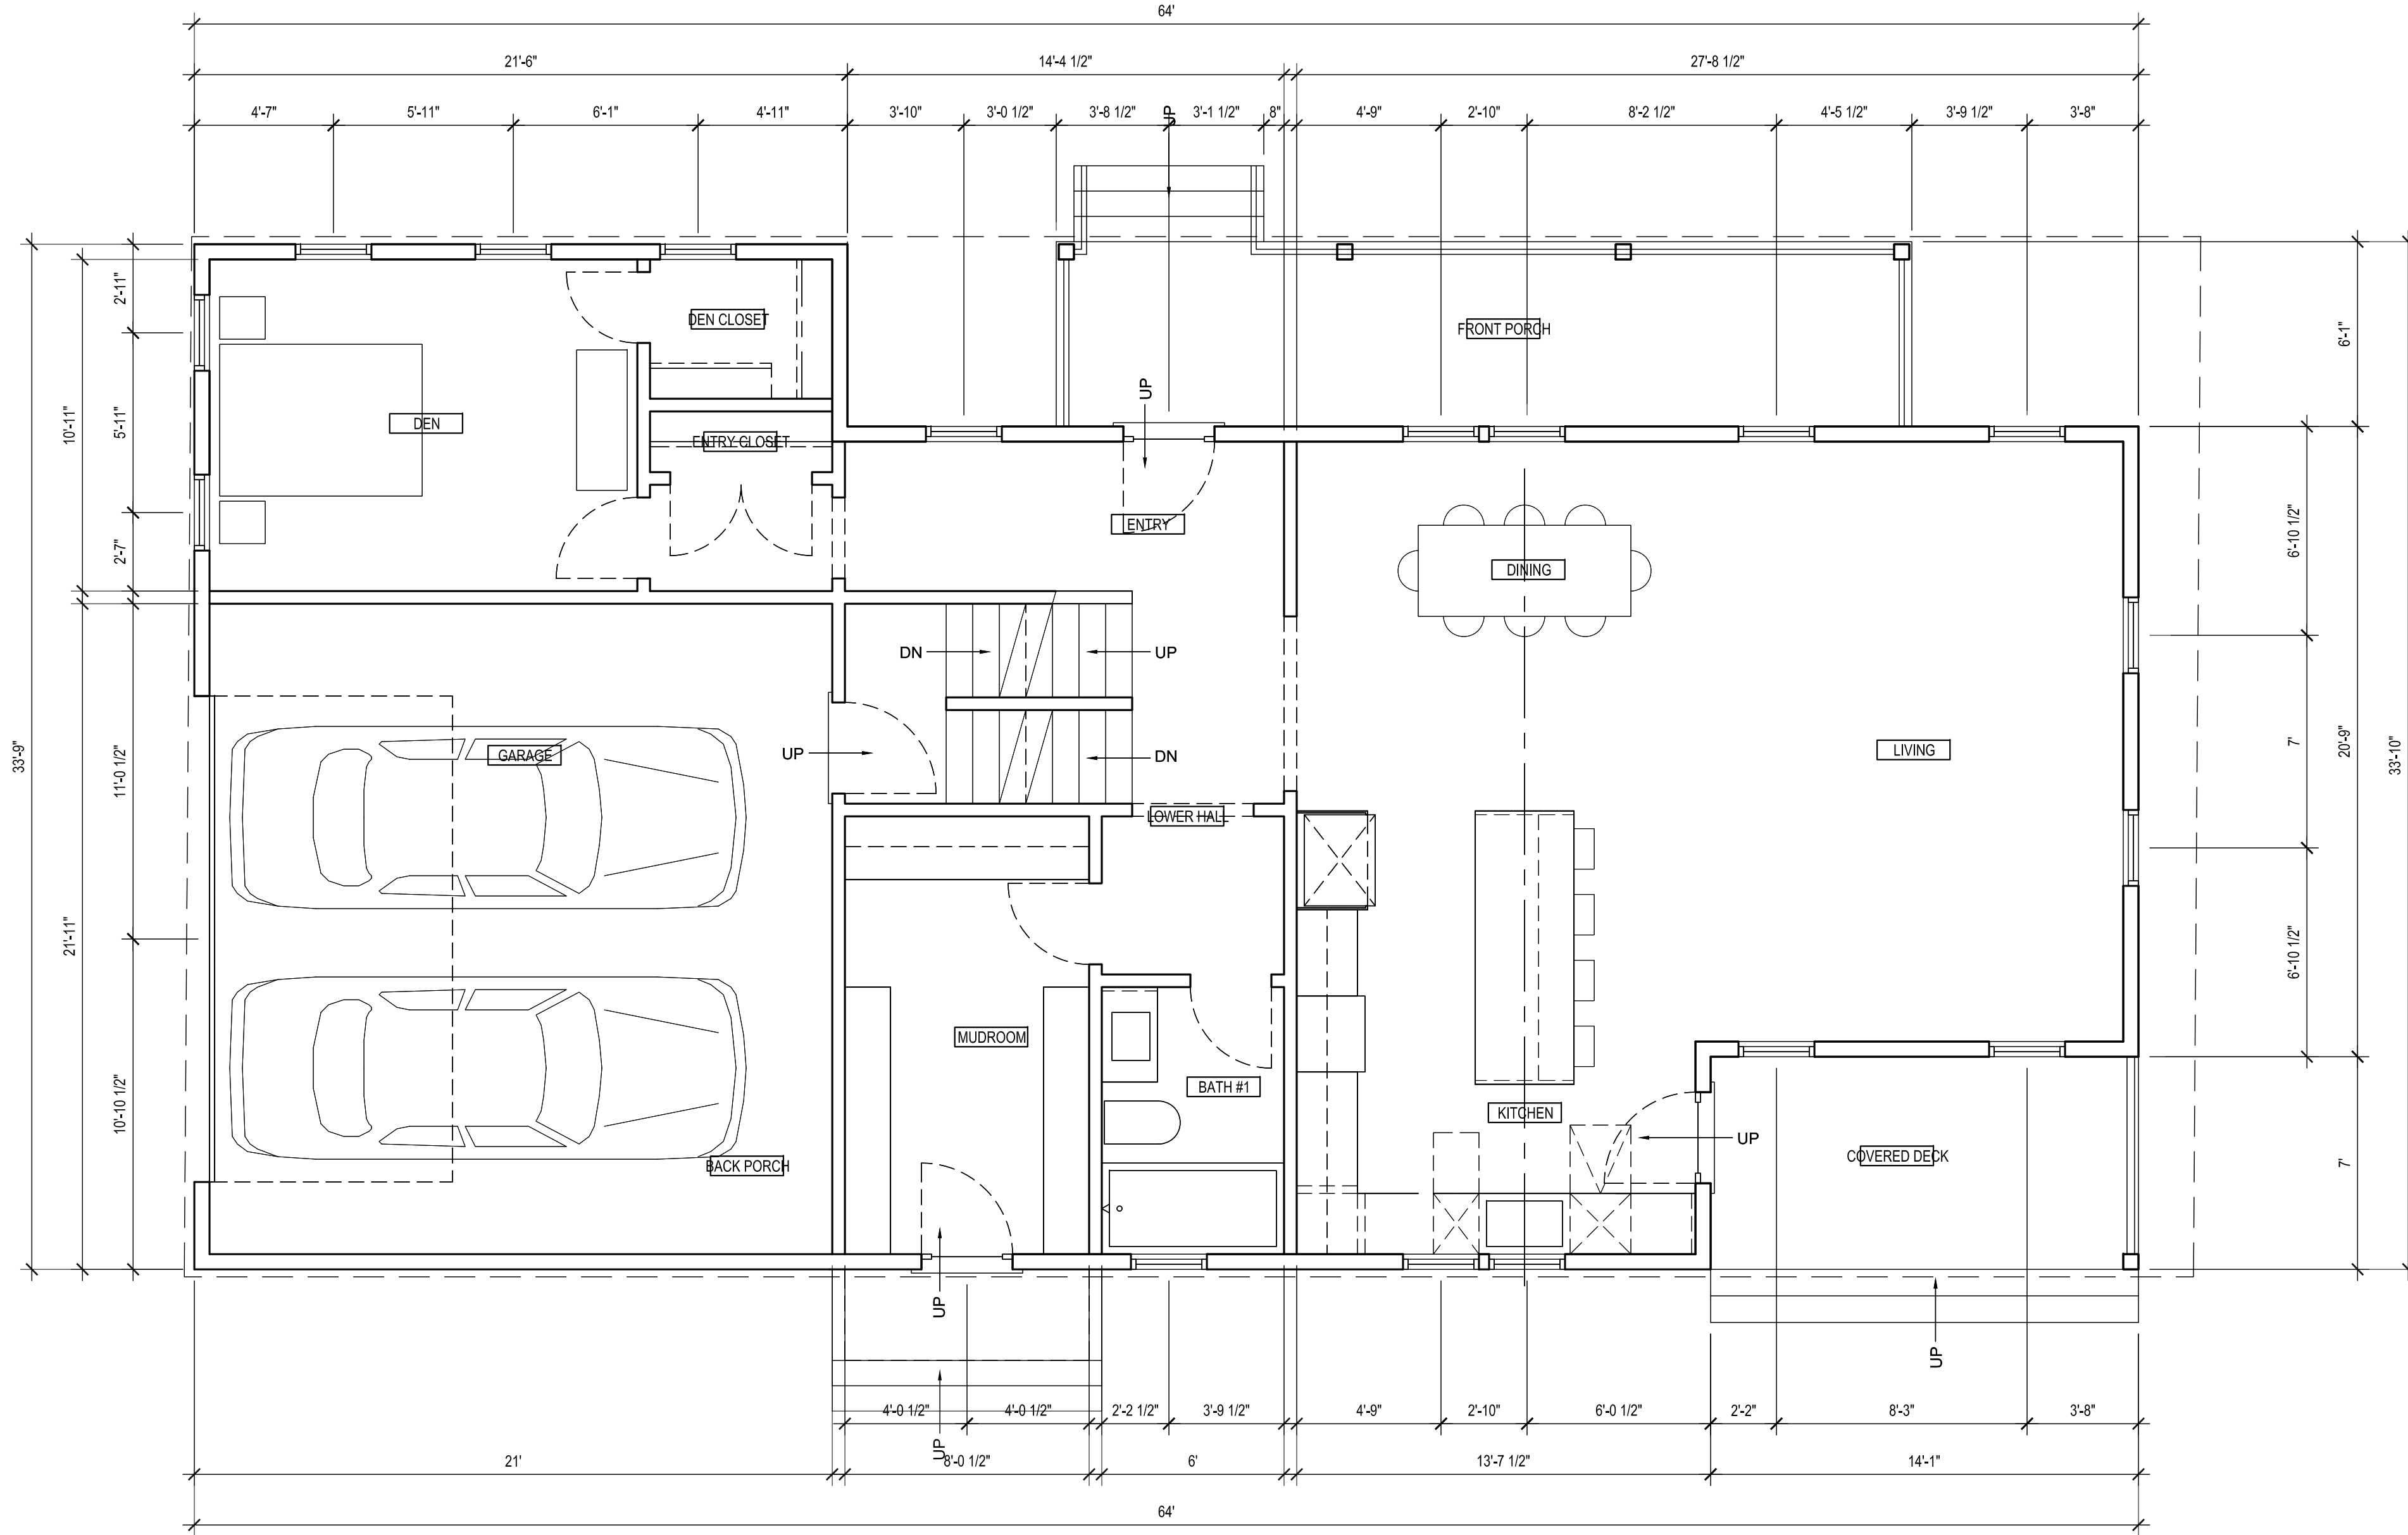 64'
21'-6"
14'-4 1/2"
27'-8 1/2"
4'-7"
5'-11"
6'-1"
4'-11"
3'-10"
3'-0 1/2"
3'-8 1/2"
UP
3'-1 1/2"
8"
4'-9"
2'-10"
8'-2 1/2"
4'-5 1/2"
3'-9 1/2"
3'-8"
2'-11"
5'-11"
2'-7"
10'-11"
33'-9"
21'-11"
11'-0 1/2"
10'-10 1/2"
DEN CLOSET
FRONT PORCH
UP
DEN
ENTRY CLOSET
ENTRY
DINING
DN
UP
UP
DN
GARAGE
LIVING
LOWER HALL
MUDROOM
BATH #1
KITCHEN
UP
COVERED DECK
BACK PORCH
6'-1"
6'-10 1/2"
7'
20'-9"
33'-10"
6'-10 1/2"
7'
UP
UP
UP
4'-0 1/2"
4'-0 1/2"
2'-2 1/2"
3'-9 1/2"
4'-9"
2'-10"
6'-0 1/2"
2'-2"
8'-3"
3'-8"
21'
8'-0 1/2"
6'
13'-7 1/2"
14'-1"
64'